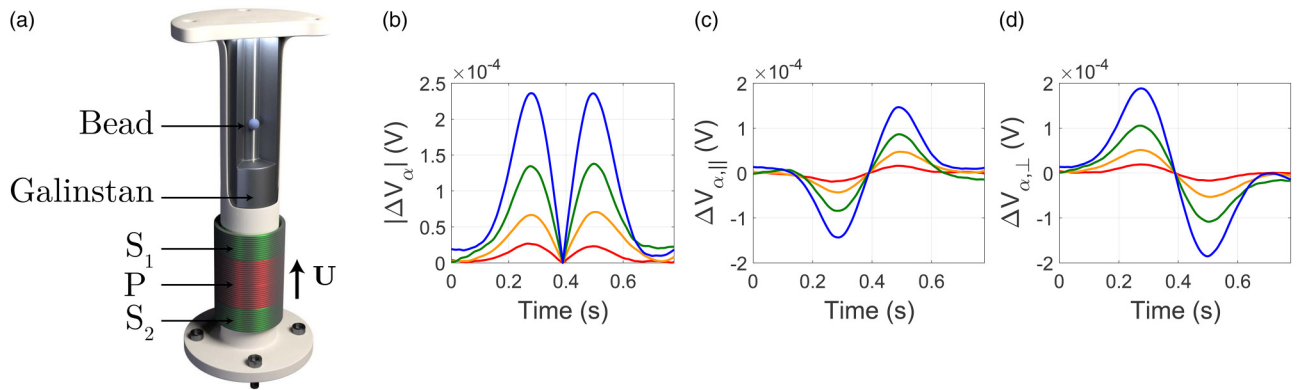 (a)
Bead
Galinstan
S1
P
S2
U
(b)
×10-4
2.5
2
1.5
1
0.5
0
|ΔVα| (V)
0 0.2 0.4 0.6
Time (s)
(c)
×10-4
2
1
0
-1
-2
ΔVα,|| (V)
0 0.2 0.4 0.6
Time (s)
(d)
×10-4
2
1
0
-1
-2
ΔVα,⊥ (V)
0 0.2 0.4 0.6
Time (s)